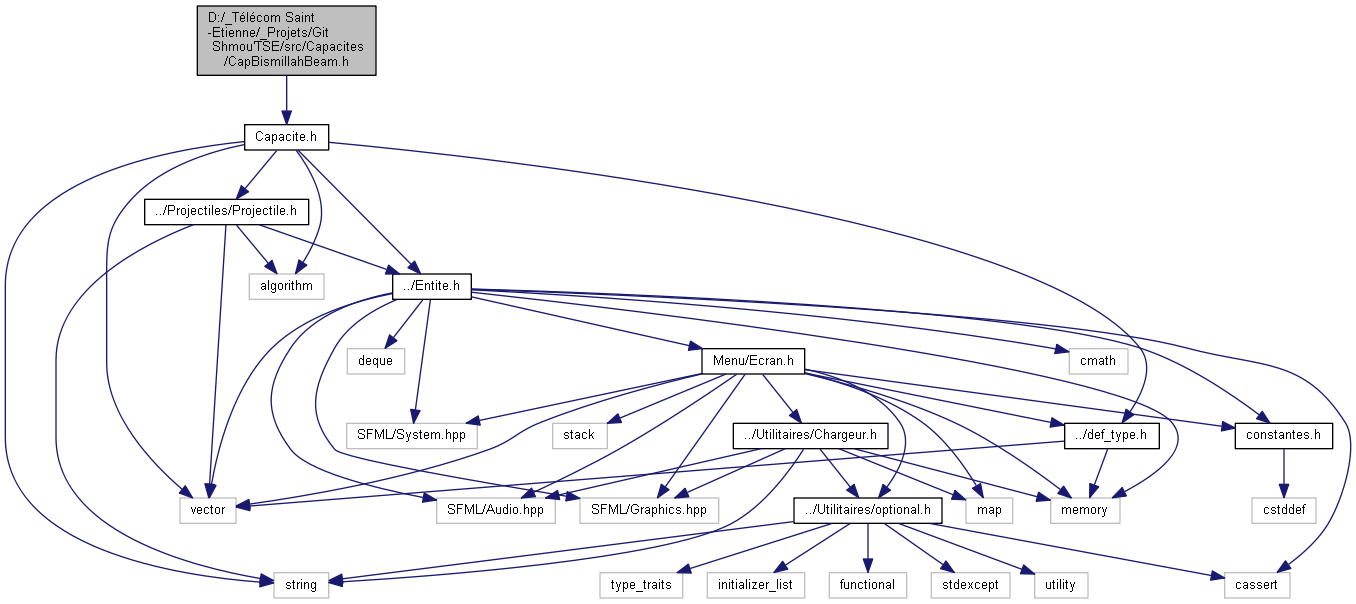 D:/_Télécom Saint
-Etienne/_Projets/Git
Shmou'TSE/src/Capacites
/CapBismillahBeam.h
Capacite.h
../Projectiles/Projectile.h
algorithm
../Entite.h
deque
Menu/Ecran.h
cmath
SFML/System.hpp
stack
../Utilitaires/Chargeur.h
../def_type.h
constantes.h
vector
SFML/Audio.hpp
SFML/Graphics.hpp
../Utilitaires/optional.h
map
memory
cstddef
string
type_traits
initializer_list
functional
stdexcept
utility
cassert